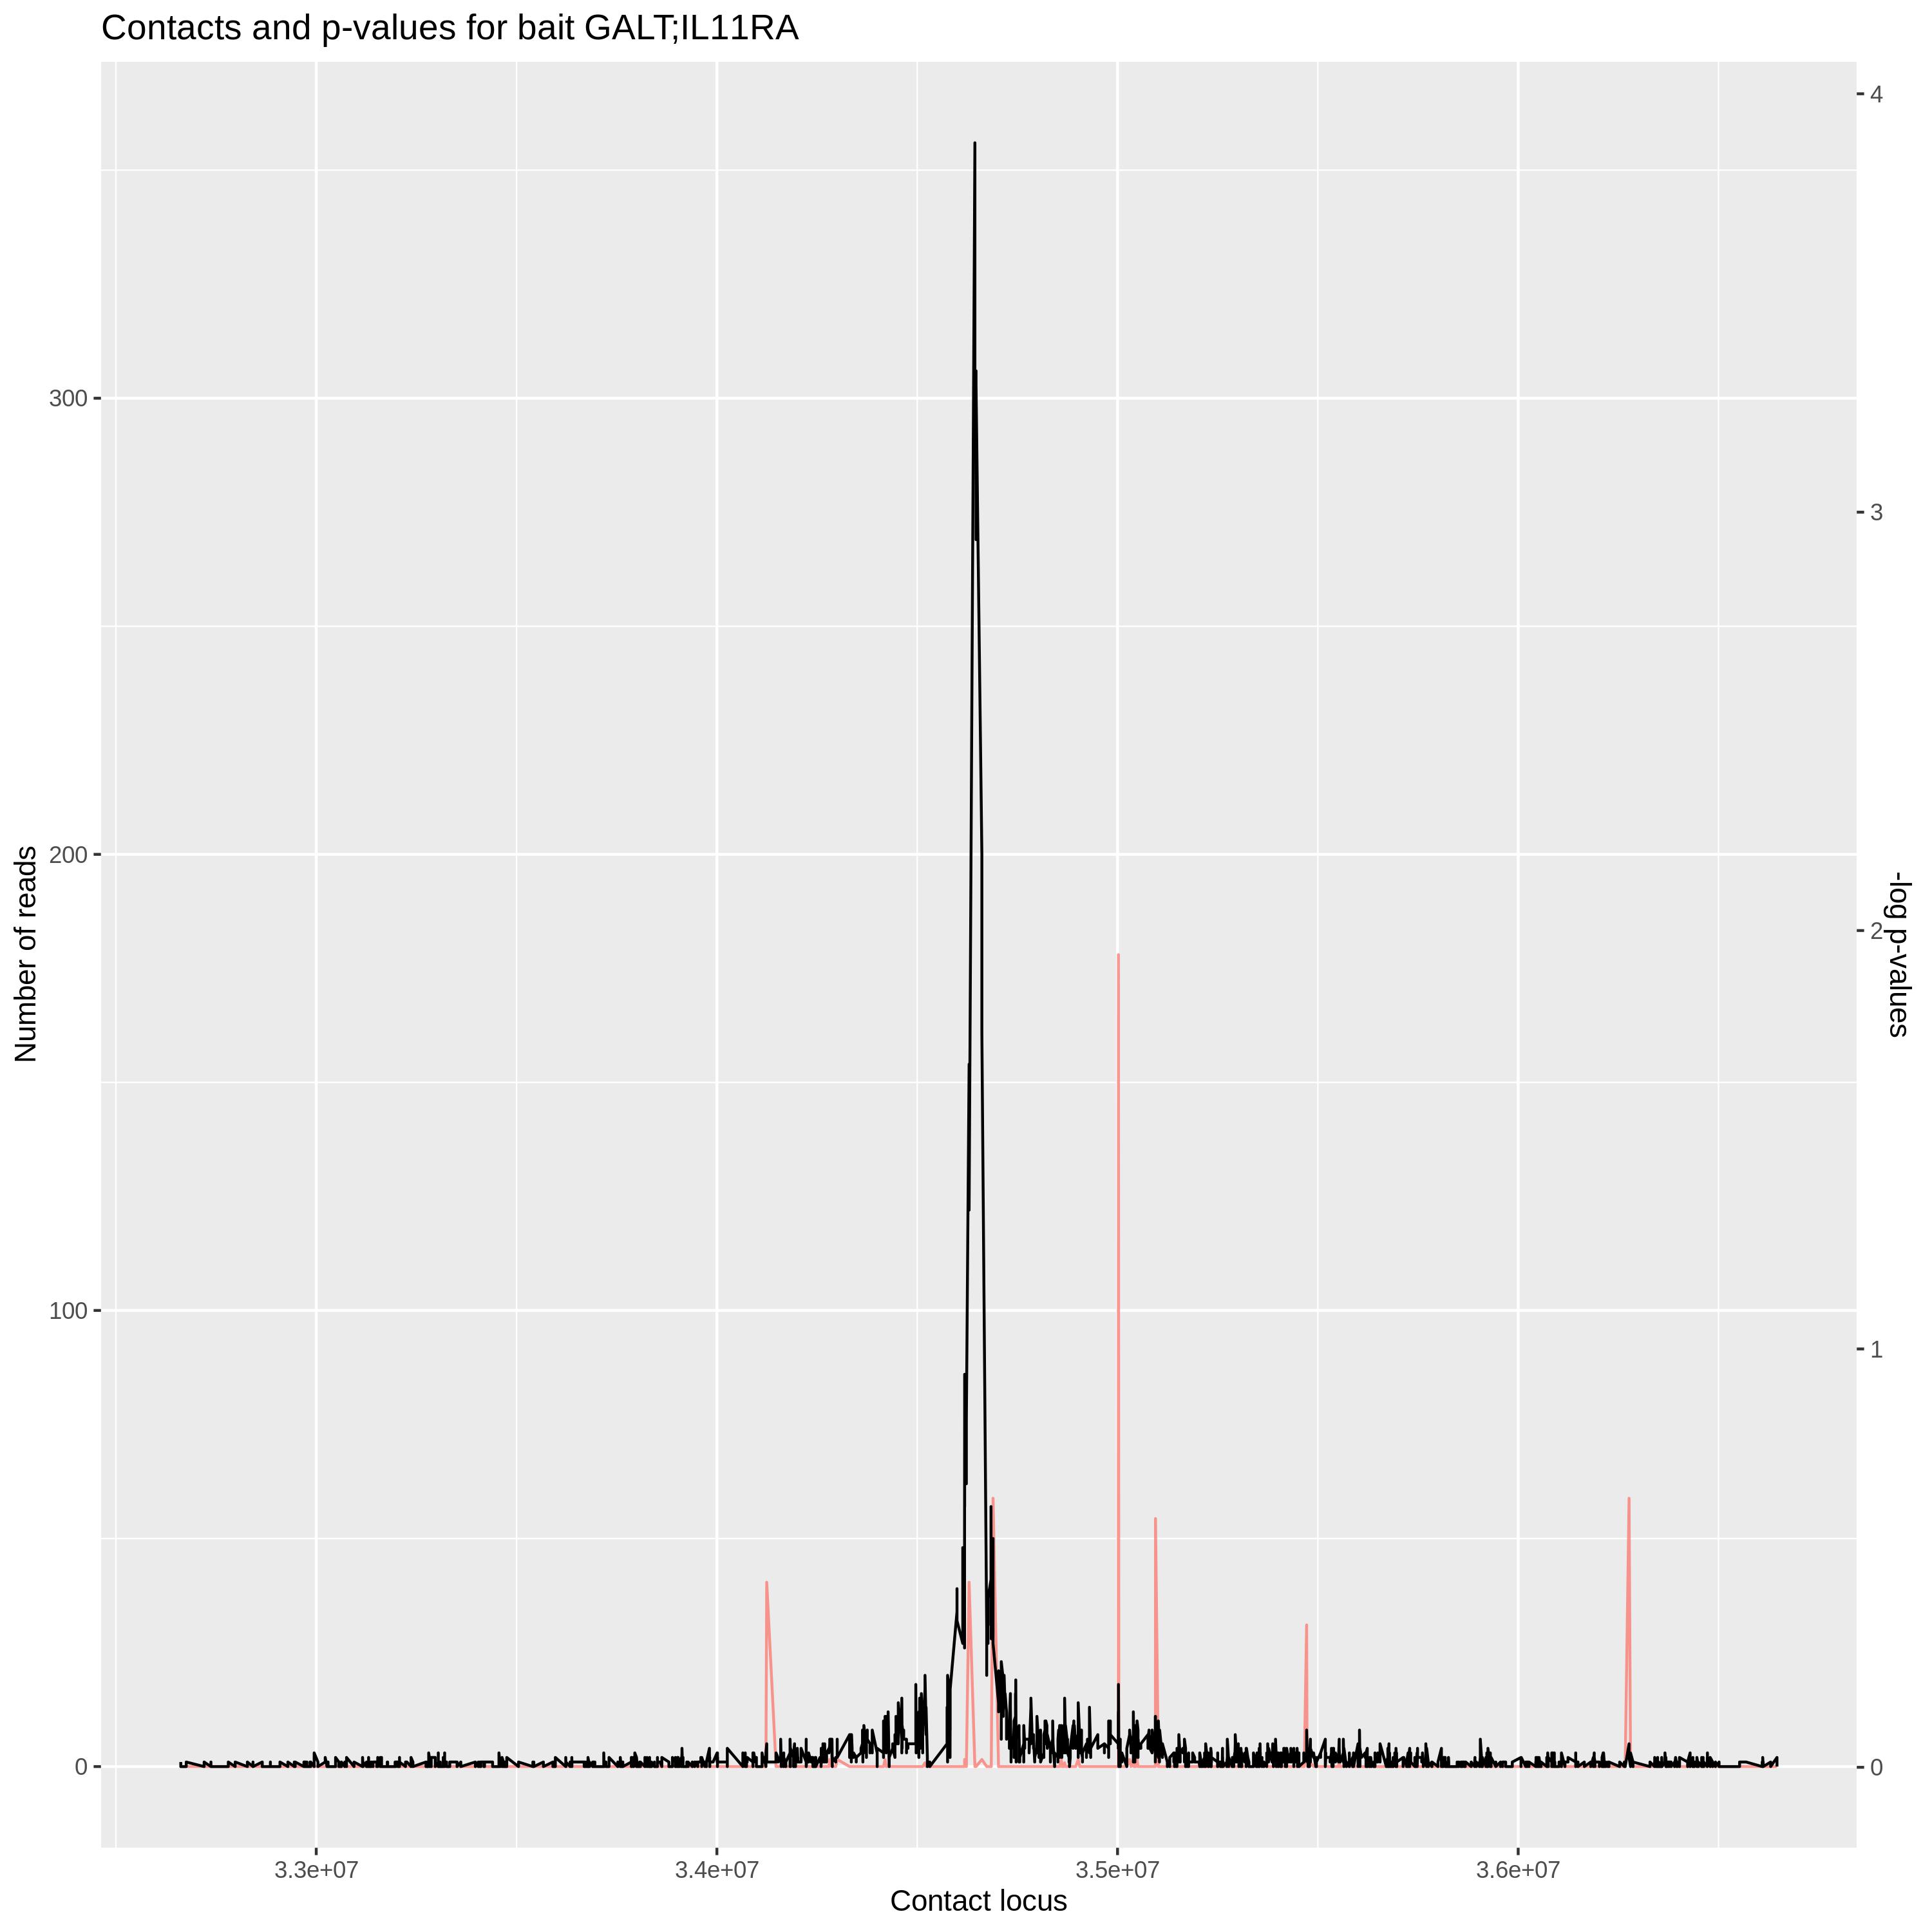 Contacts and p-values for bait GALT;IL11RA
Number of reads
300
200
100
0
4
3
2
1
0
-log p-values
3.3e+07
3.4e+07
3.5e+07
3.6e+07
Contact locus